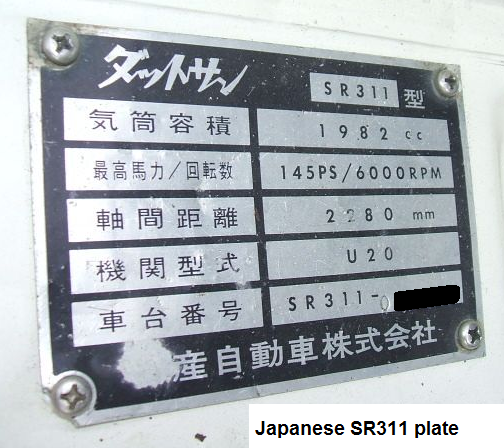 ダットサン SR311 型
気筒容積 1982 cc
最高馬力/回転数 145PS/6000RPM
軸間距離 2280 mm
機関型式 U20
車台番号 SR311-0
産自動車株式会社
Japanese SR311 plate